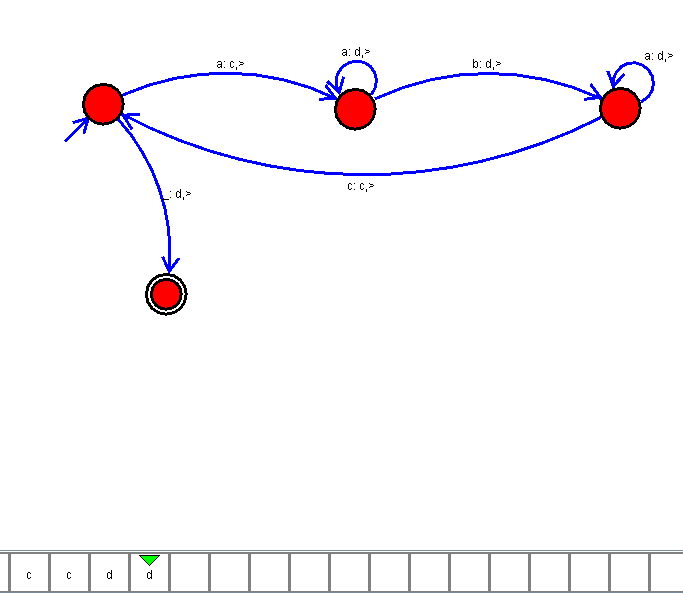 a: c,>
a: d,>
b: d,>
a: d,>
c: c,>
_: d,>
c c d d